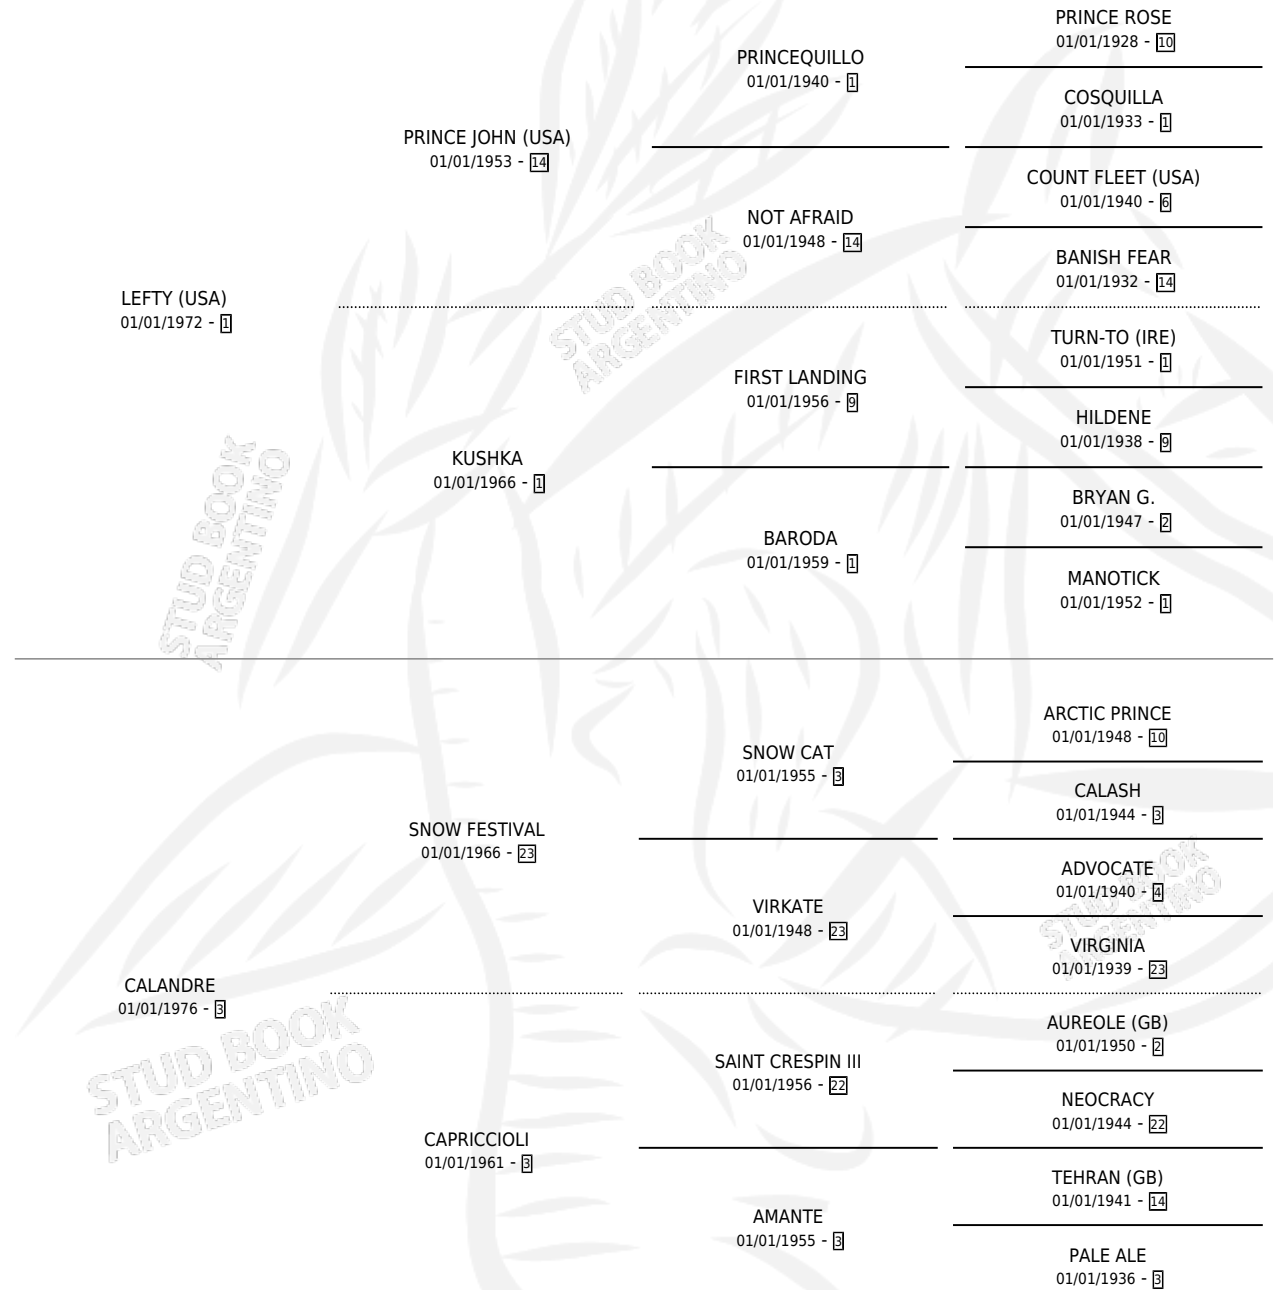 PRINCE ROSE
01/01/1928 - 10
PRINCEQUILLO
01/01/1940 - 1
COSQUILLA
01/01/1933 - 1
PRINCE JOHN (USA)
01/01/1953 - 14
COUNT FLEET (USA)
01/01/1940 - 6
NOT AFRAID
01/01/1948 - 14
BANISH FEAR
01/01/1932 - 14
LEFTY (USA)
01/01/1972 - 1
TURN-TO (IRE)
01/01/1951 - 1
FIRST LANDING
01/01/1956 - 9
HILDENE
01/01/1938 - 9
KUSHKA
01/01/1966 - 1
BRYAN G.
01/01/1947 - 2
BARODA
01/01/1959 - 1
MANOTICK
01/01/1952 - 1
STUD BOOK
ARGENTINO
STUD BOOK
ARGENTINO
ARCTIC PRINCE
01/01/1948 - 10
SNOW CAT
01/01/1955 - 3
CALASH
01/01/1944 - 3
SNOW FESTIVAL
01/01/1966 - 23
ADVOCATE
01/01/1940 - 4
VIRKATE
01/01/1948 - 23
VIRGINIA
01/01/1939 - 23
CALANDRE
01/01/1976 - 3
AUREOLE (GB)
01/01/1950 - 2
SAINT CRESPIN III
01/01/1956 - 22
NEOCRACY
01/01/1944 - 22
CAPRICCIOLI
01/01/1961 - 3
TEHRAN (GB)
01/01/1941 - 14
AMANTE
01/01/1955 - 3
PALE ALE
01/01/1936 - 3
STUD BOOK
ARGENTINO
STUD BOOK
ARGENTINO